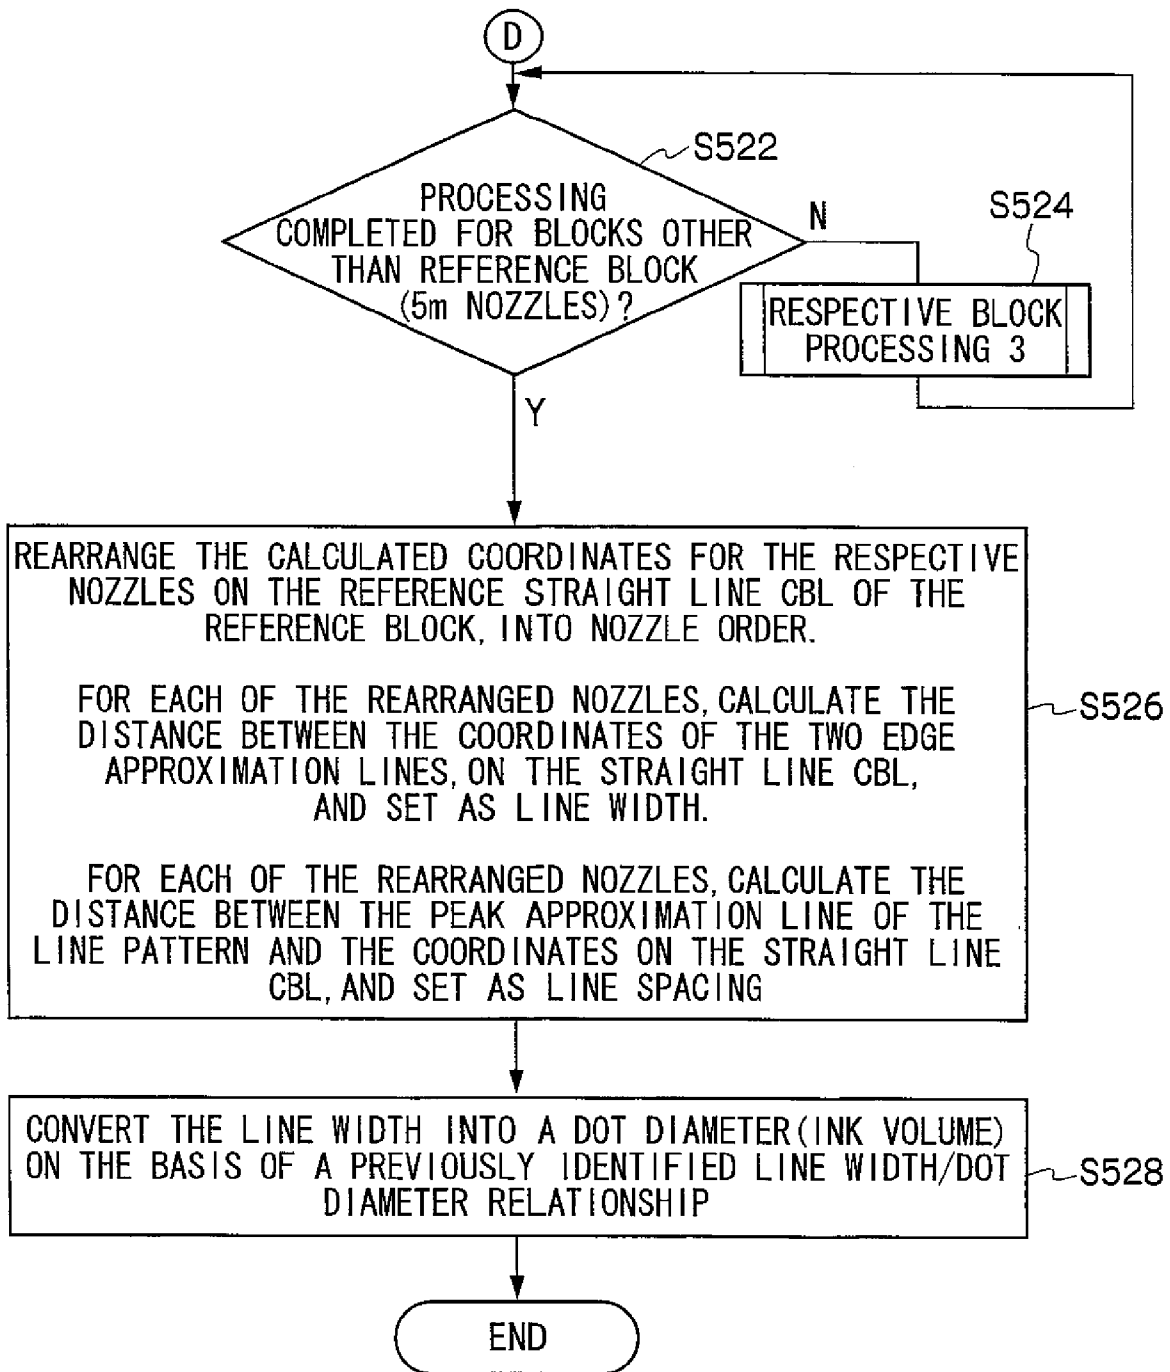 D
S522
PROCESSING
COMPLETED FOR BLOCKS OTHER
THAN REFERENCE BLOCK
(5m NOZZLES)?
N
S524
RESPECTIVE BLOCK
PROCESSING 3
Y
REARRANGE THE CALCULATED COORDINATES FOR THE RESPECTIVE
NOZZLES ON THE REFERENCE STRAIGHT LINE CBL OF THE
REFERENCE BLOCK, INTO NOZZLE ORDER.
FOR EACH OF THE REARRANGED NOZZLES, CALCULATE THE
DISTANCE BETWEEN THE COORDINATES OF THE TWO EDGE
APPROXIMATION LINES, ON THE STRAIGHT LINE CBL,
AND SET AS LINE WIDTH.
FOR EACH OF THE REARRANGED NOZZLES, CALCULATE THE
DISTANCE BETWEEN THE PEAK APPROXIMATION LINE OF THE
LINE PATTERN AND THE COORDINATES ON THE STRAIGHT LINE
CBL, AND SET AS LINE SPACING
S526
CONVERT THE LINE WIDTH INTO A DOT DIAMETER(INK VOLUME)
ON THE BASIS OF A PREVIOUSLY IDENTIFIED LINE WIDTH/DOT
DIAMETER RELATIONSHIP
S528
END